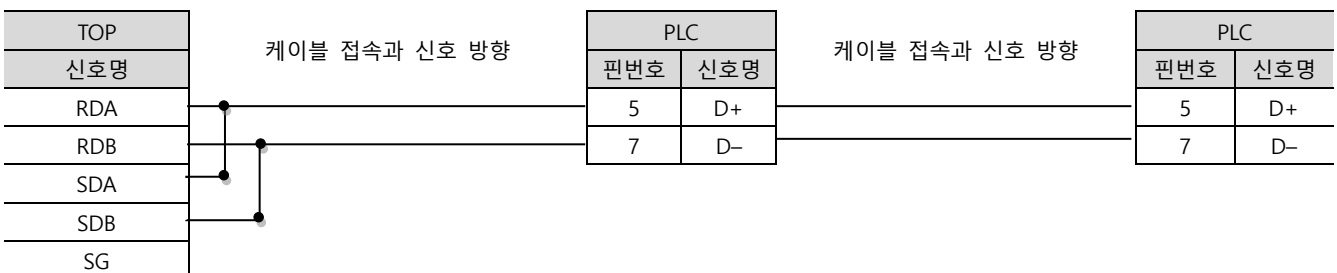 TOP 케이블 접속과 신호 방향 PLC 케이블 접속과 신호 방향 PLC
신호명 핀번호 신호명 핀번호 신호명
RDA 5 D+ 5 D+
RDB 7 D– 7 D–
SDA
SDB
SG